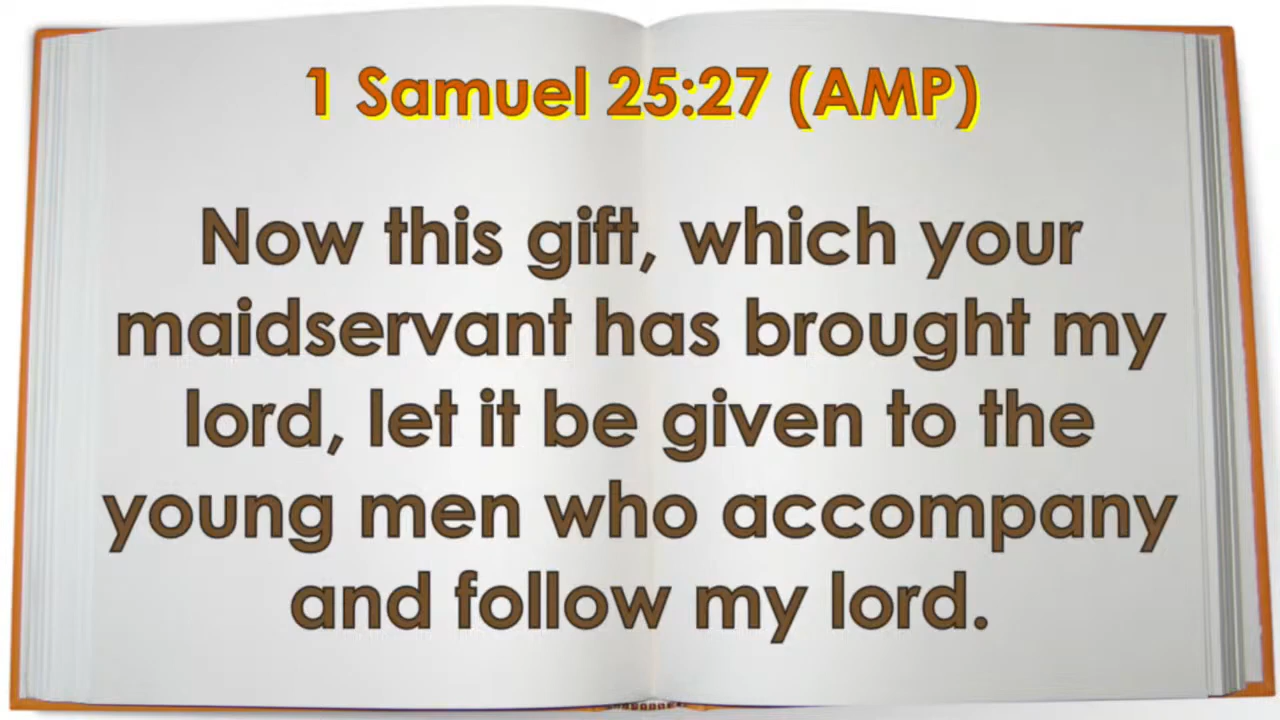 1 Samuel 25:27 (AMP)
Now this gift, which your
maidservant has brought my
lord, let it be given to the
young men who accompany
and follow my lord.